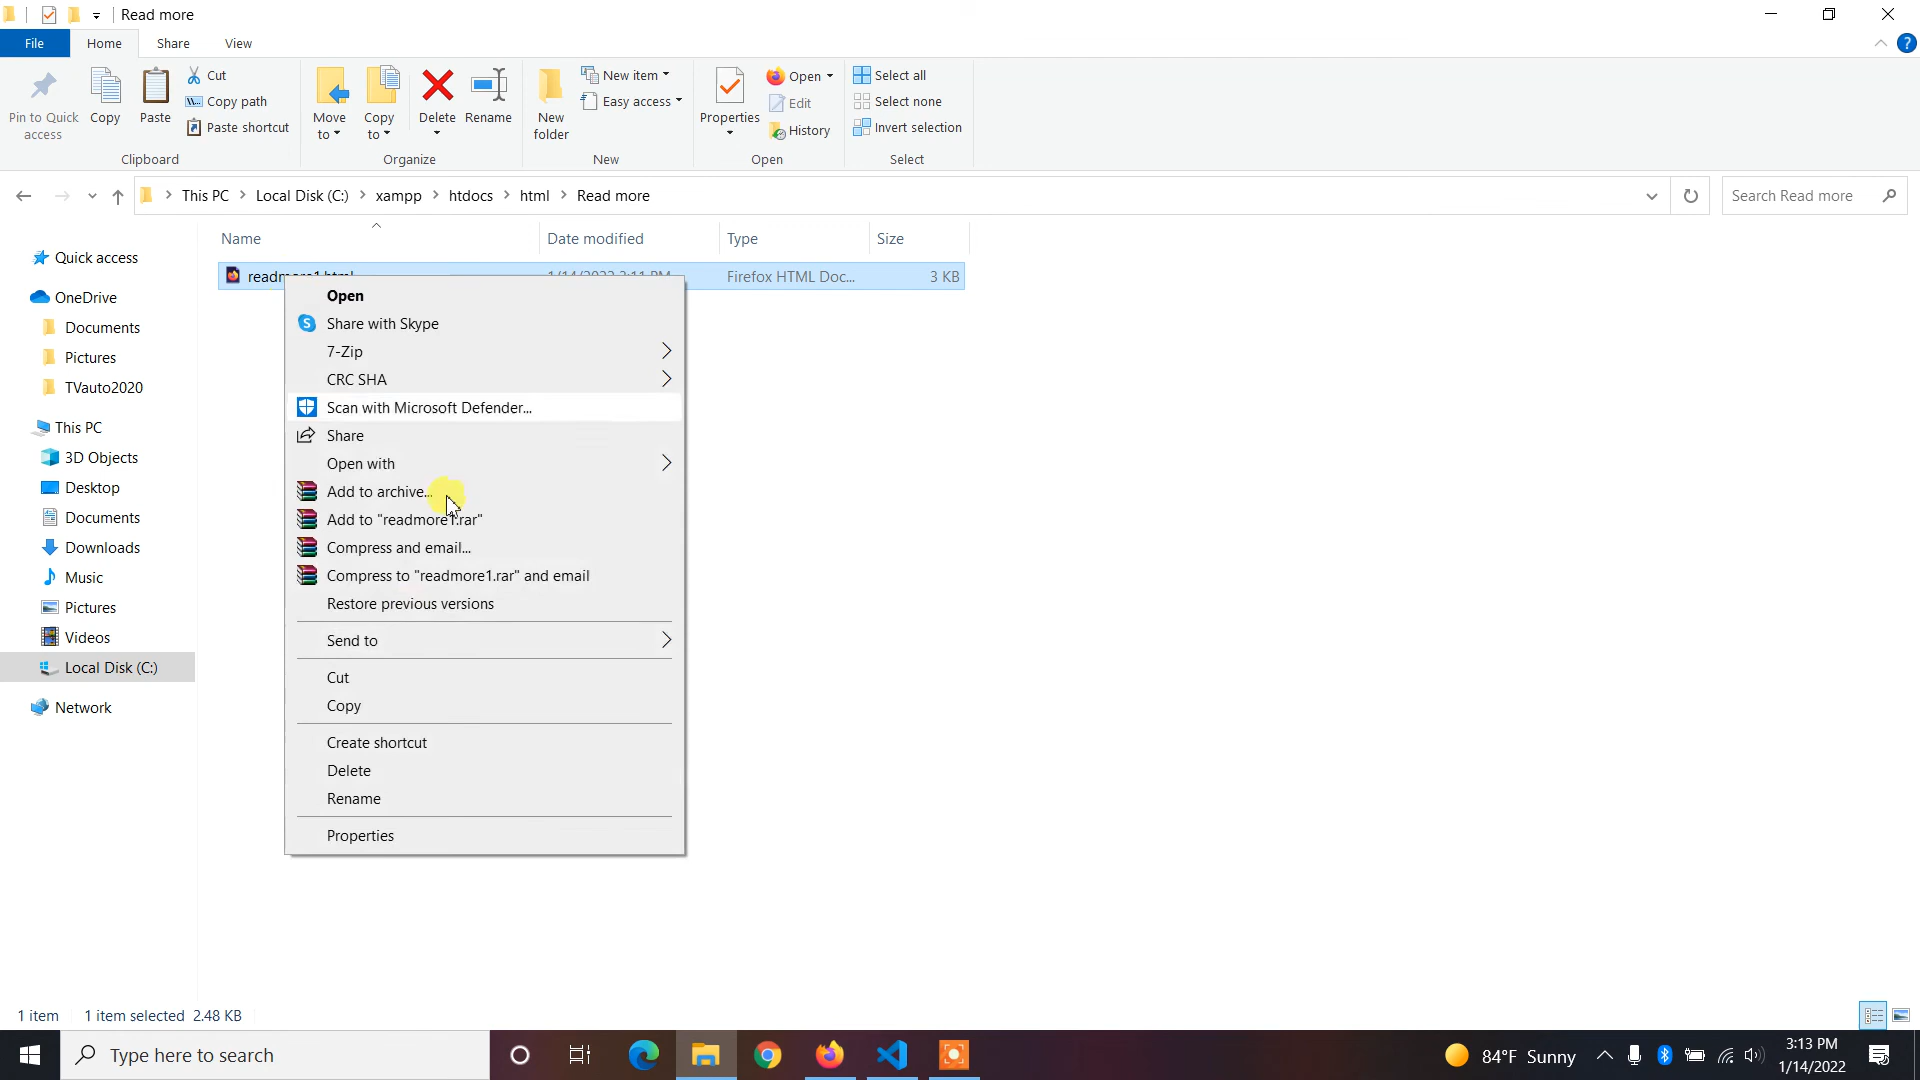 Read more
File Home Share View
Pin to Quick access
Copy
Paste
Cut
Copy path
Paste shortcut
Clipboard
Move to
Copy to
Delete
Rename
Organize
New folder
New item
Easy access
New
Properties
Open
Edit
History
Open
Select all
Select none
Invert selection
Select
This PC Local Disk (C:) xampp htdocs html Read more
Search Read more
Name Date modified Type Size
1/14/2022 3:11 PM Firefox HTML Doc... 3 KB
Quick access
OneDrive
Documents
Pictures
TVauto2020
This PC
3D Objects
Desktop
Documents
Downloads
Music
Pictures
Videos
Local Disk (C:)
Network
Open
Share with Skype
7-Zip
CRC SHA
Scan with Microsoft Defender...
Share
Open with
Add to archive...
Add to "readmore1.rar"
Compress and email...
Compress to "readmore1.rar" and email
Restore previous versions
Send to
Cut
Copy
Create shortcut
Delete
Rename
Properties
1 item 1 item selected 2.48 KB
Type here to search
84°F Sunny
3:13 PM
1/14/2022